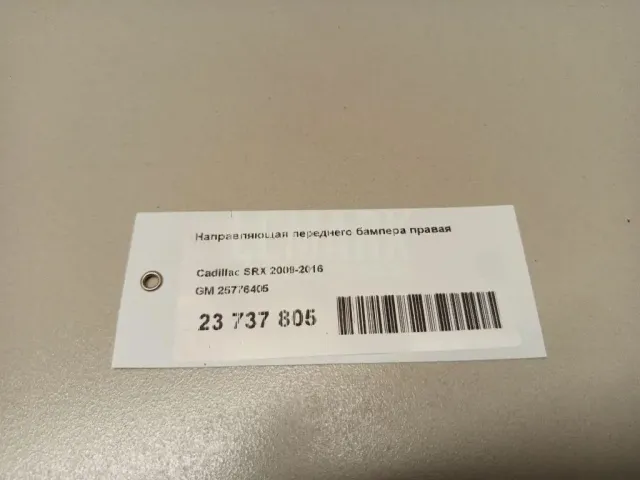 Направляющая переднего бампера правая
Cadillac SRX 2009-2016
GM 25776405
23 737 805